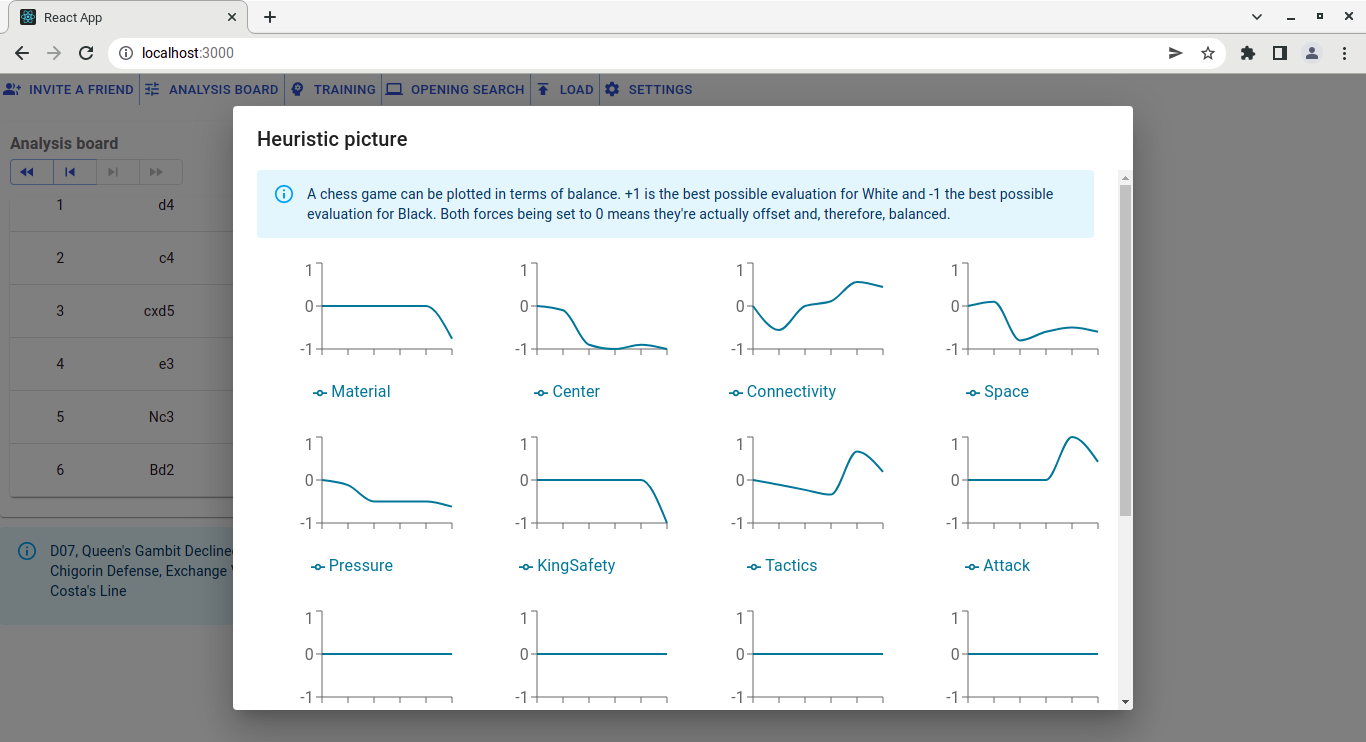 React App
localhost:3000
INVITE A FRIEND ANALYSIS BOARD TRAINING OPENING SEARCH LOAD SETTINGS
Analysis board
1 d4
2 c4
3 cxd5
4 e3
5 Nc3
6 Bd2
D07, Queen's Gambit Decline
Chigorin Defense, Exchange
Costa's Line
Heuristic picture
A chess game can be plotted in terms of balance. +1 is the best possible evaluation for White and -1 the best possible
evaluation for Black. Both forces being set to 0 means they're actually offset and, therefore, balanced.
1 1 1 1
0 0 0 0
-1 -1 -1 -1
Material Center Connectivity Space
1 1 1 1
0 0 0 0
-1 -1 -1 -1
Pressure KingSafety Tactics Attack
1 1 1 1
0 0 0 0
-1 -1 -1 -1